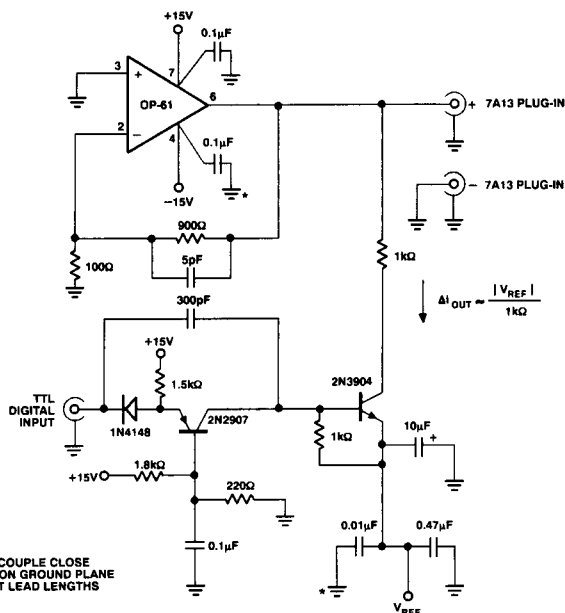 +15V
0.1µF
3
+
7
OP-61
6
2
−
4
0.1µF
*
−15V
+ 7A13 PLUG-IN
− 7A13 PLUG-IN
900Ω
5pF
100Ω
300pF
1kΩ
ΔI OUT ≈ | V REF |
1kΩ
+15V
1.5kΩ
2N2907
TTL
DIGITAL
INPUT
1N4148
2N3904
1kΩ
10µF
+
+15V
1.8kΩ
220Ω
0.1µF
0.01µF
0.47µF
*
V REF
COUPLE CLOSE
ON GROUND PLANE
T LEAD LENGTHS